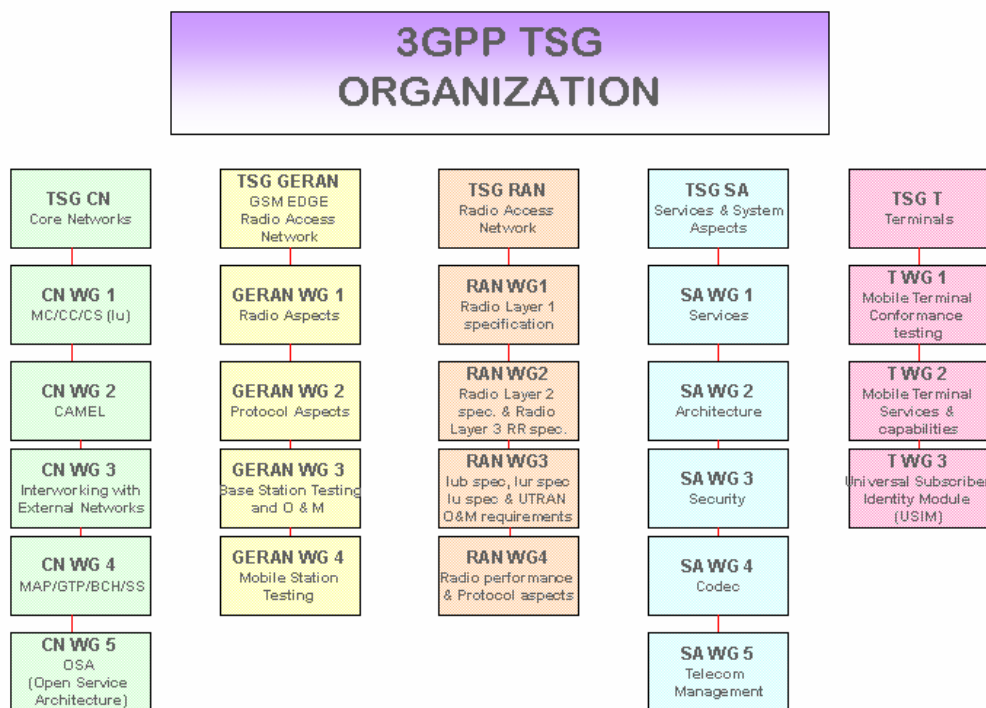 3GPP TSG
ORGANIZATION
TSG CN
Core Networks
CN WG 1
MC/CC/CS (Iu)
CN WG 2
CAMEL
CN WG 3
Interworking with
External Networks
CN WG 4
MAP/GTP/BCH/SS
CN WG 5
OSA
(Open Service
Architecture)
TSG GERAN
GSM EDGE
Radio Access
Network
GERAN WG 1
Radio Aspects
GERAN WG 2
Protocol Aspects
GERAN WG 3
Base Station Testing
and O & M
GERAN WG 4
Mobile Station
Testing
TSG RAN
Radio Access
Network
RAN WG1
Radio Layer 1
specification
RAN WG2
Radio Layer 2
spec. & Radio
Layer 3 RR spec.
RAN WG3
Iub spec, Iur spec
Iu spec & UTRAN
O&M requirements
RAN WG4
Radio performance
& Protocol aspects
TSG SA
Services & System
Aspects
SA WG 1
Services
SA WG 2
Architecture
SA WG 3
Security
SA WG 4
Codec
SA WG 5
Telecom
Management
TSG T
Terminals
T WG 1
Mobile Terminal
Conformance
testing
T WG 2
Mobile Terminal
Services &
capabilities
T WG 3
Universal Subscriber
Identity Module
(USIM)